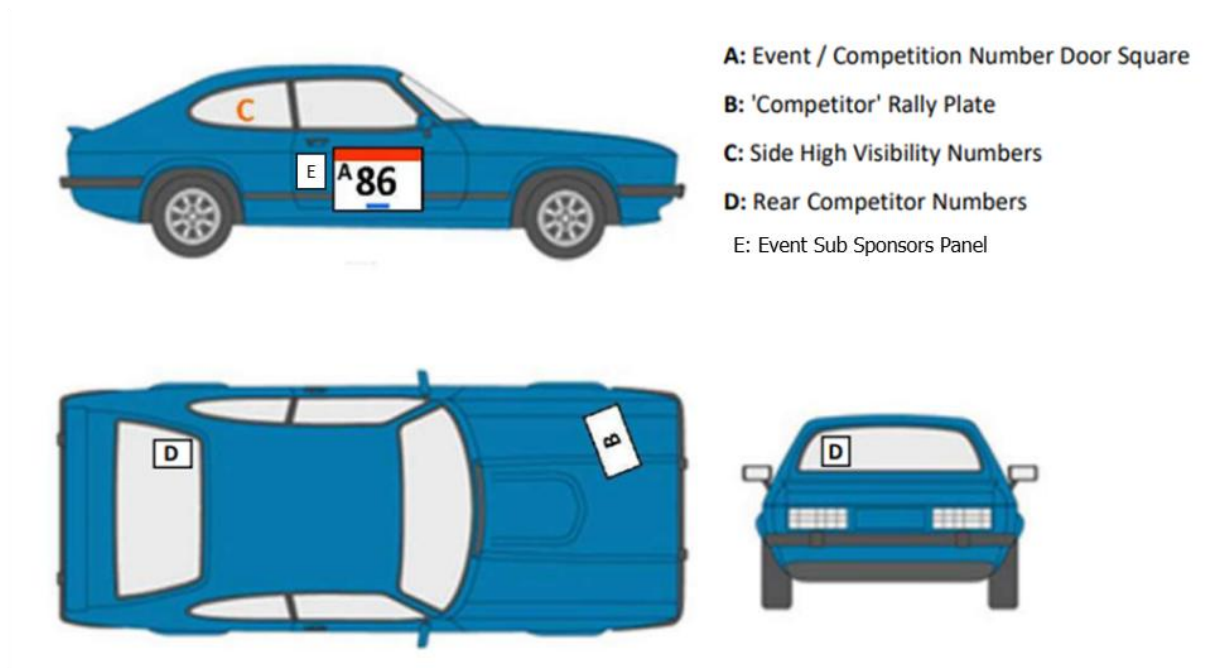 A: Event / Competition Number Door Square
B: 'Competitor' Rally Plate
C: Side High Visibility Numbers
D: Rear Competitor Numbers
E: Event Sub Sponsors Panel
C
E
A 86
D
B
D